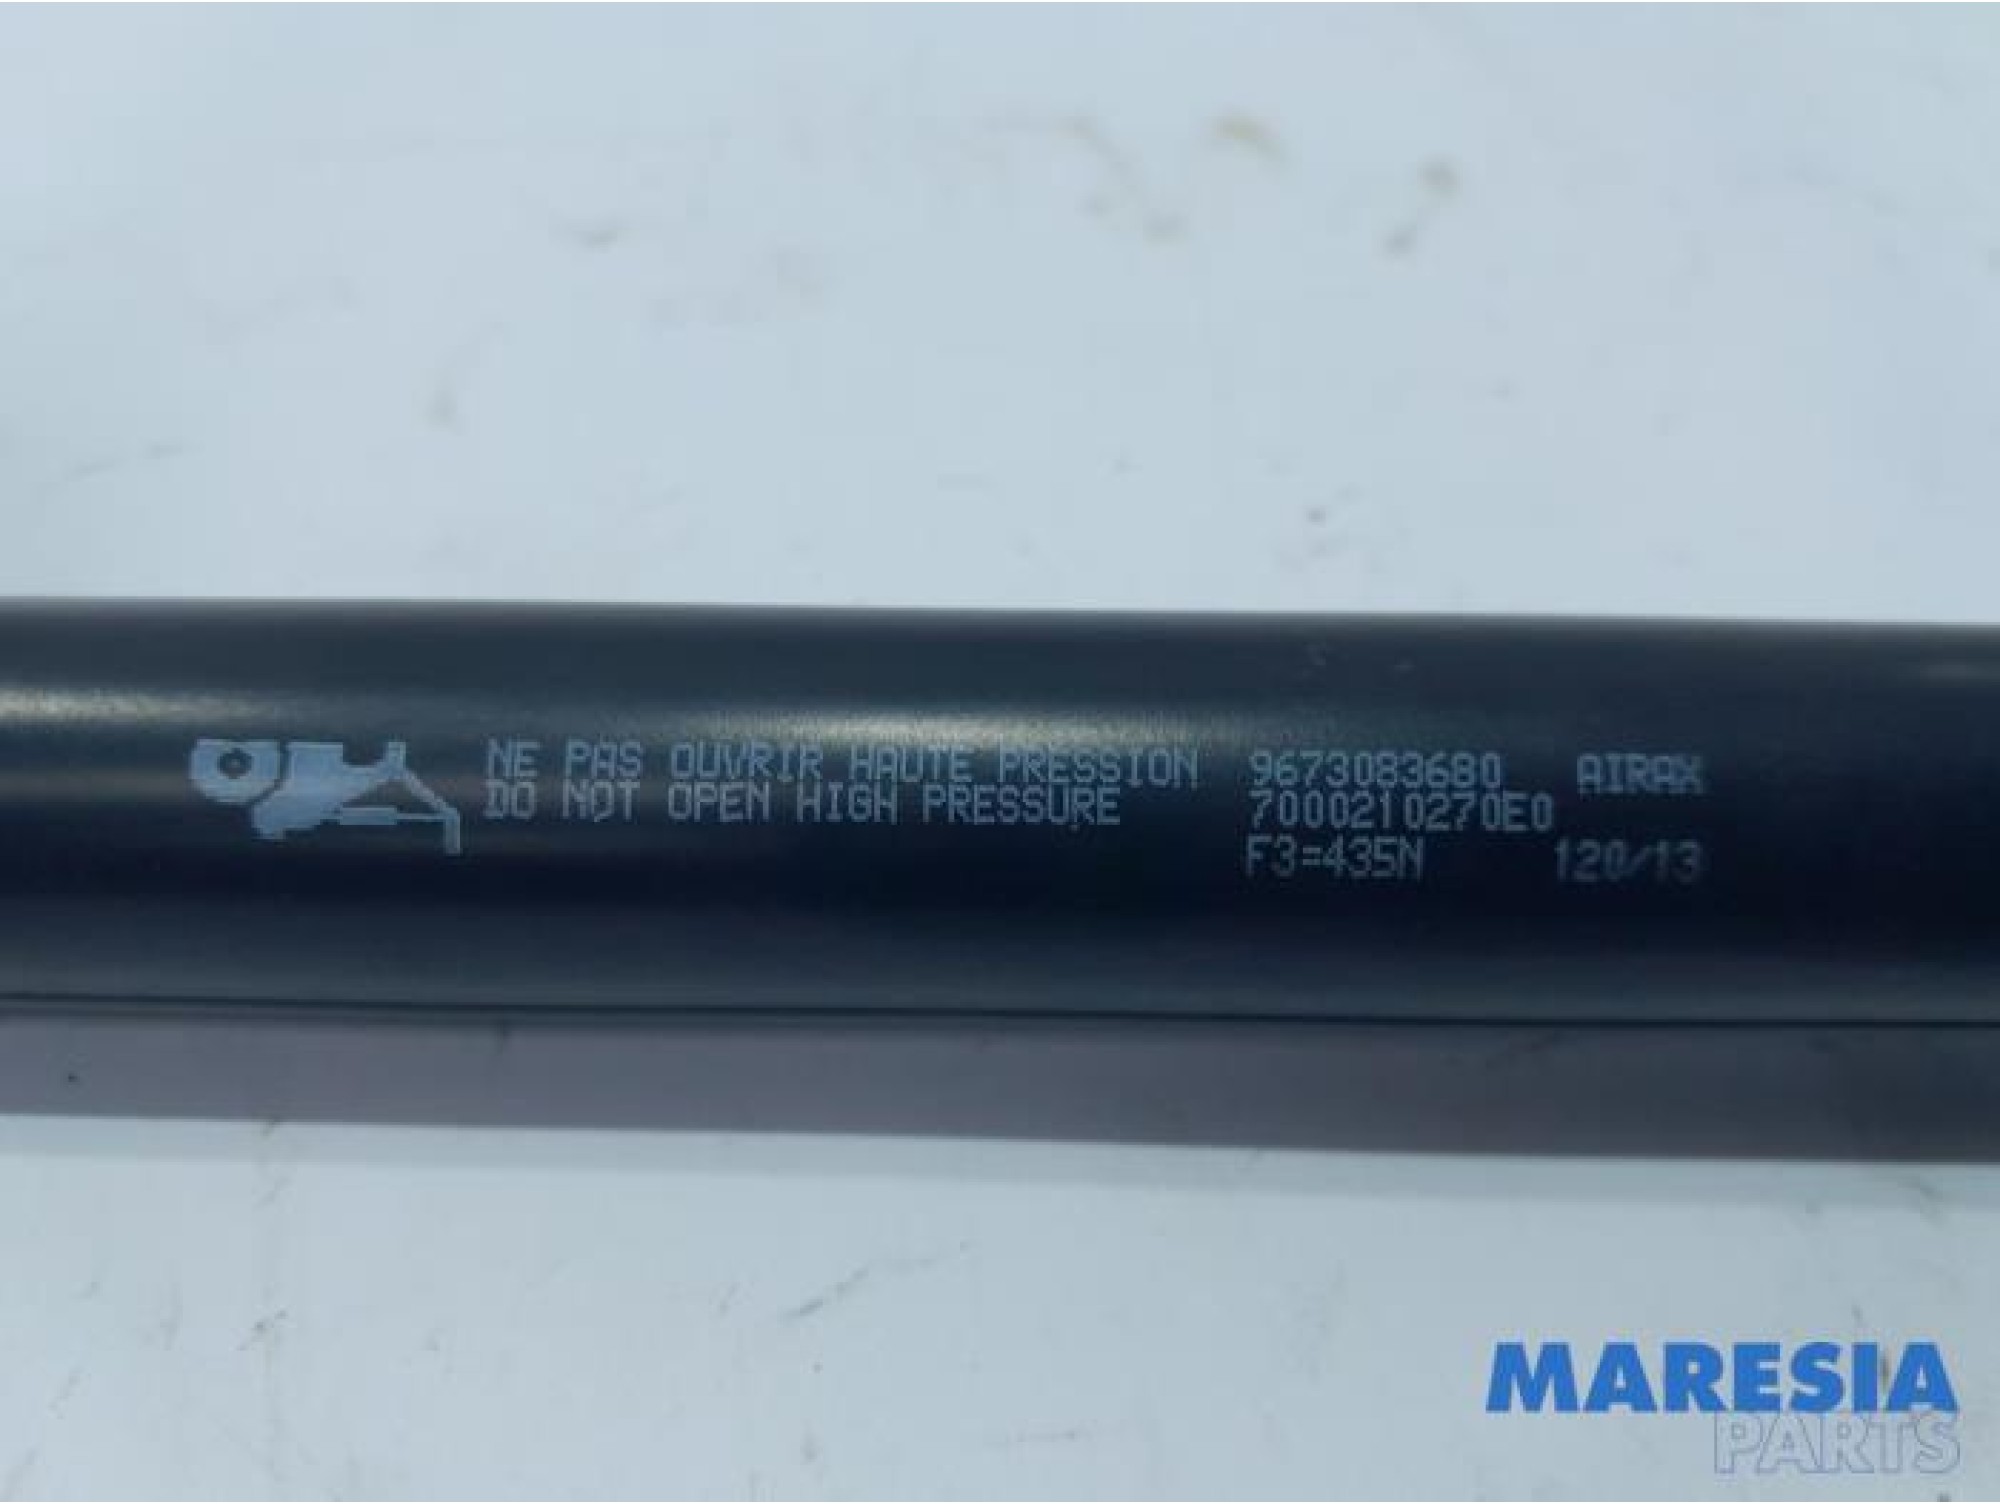 NE PAS OUVRIR HAUTE PRESSION 9673083680 AIRAX
DO NOT OPEN HIGH PRESSURE 7000210270E0
F3=435N 120/13
MARESIA
PARTS